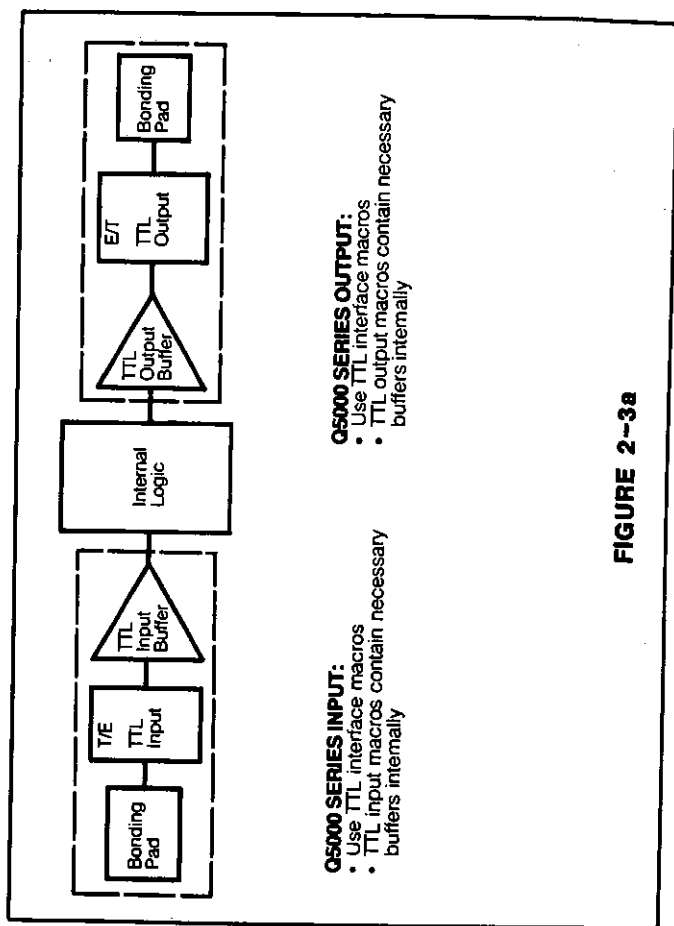 Bonding
Pad
T/E
TTL
Input
TTL
Input
Buffer
Internal
Logic
TTL
Output
Buffer
E/T
TTL
Output
Bonding
Pad
Q5000 SERIES INPUT:
• Use TTL interface macros
• TTL input macros contain necessary
buffers internally
Q5000 SERIES OUTPUT:
• Use TTL interface macros
• TTL output macros contain necessary
buffers internally
FIGURE 2-3a